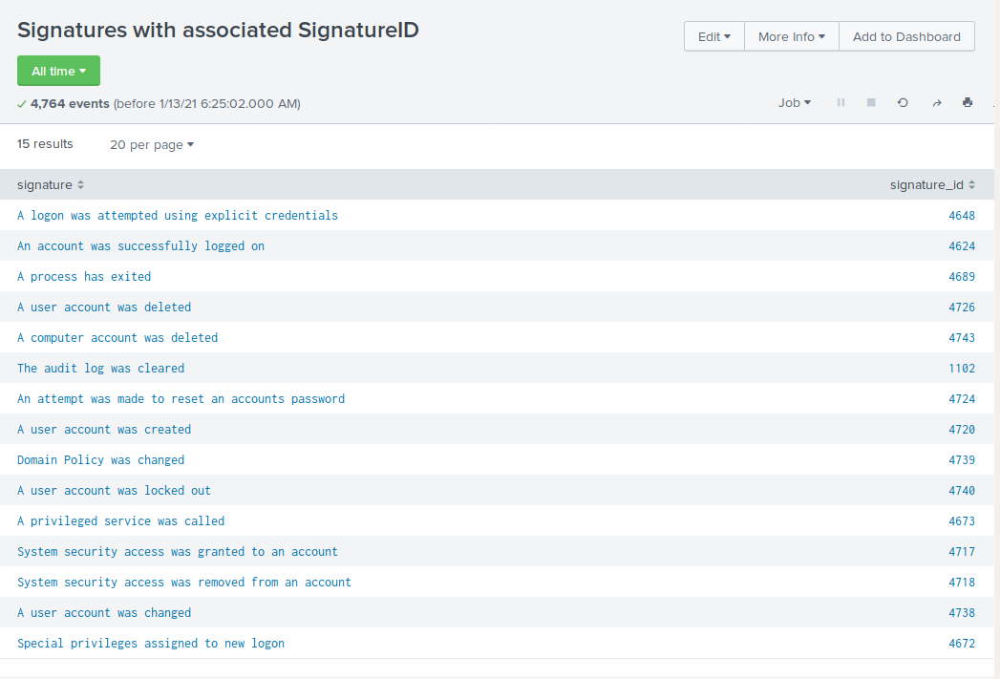 Signatures with associated SignatureID
Edit More Info Add to Dashboard
All time
4,764 events (before 1/13/21 6:25:02.000 AM)
Job
15 results 20 per page
signature signature_id
A logon was attempted using explicit credentials 4648
An account was successfully logged on 4624
A process has exited 4689
A user account was deleted 4726
A computer account was deleted 4743
The audit log was cleared 1102
An attempt was made to reset an accounts password 4724
A user account was created 4720
Domain Policy was changed 4739
A user account was locked out 4740
A privileged service was called 4673
System security access was granted to an account 4717
System security access was removed from an account 4718
A user account was changed 4738
Special privileges assigned to new logon 4672